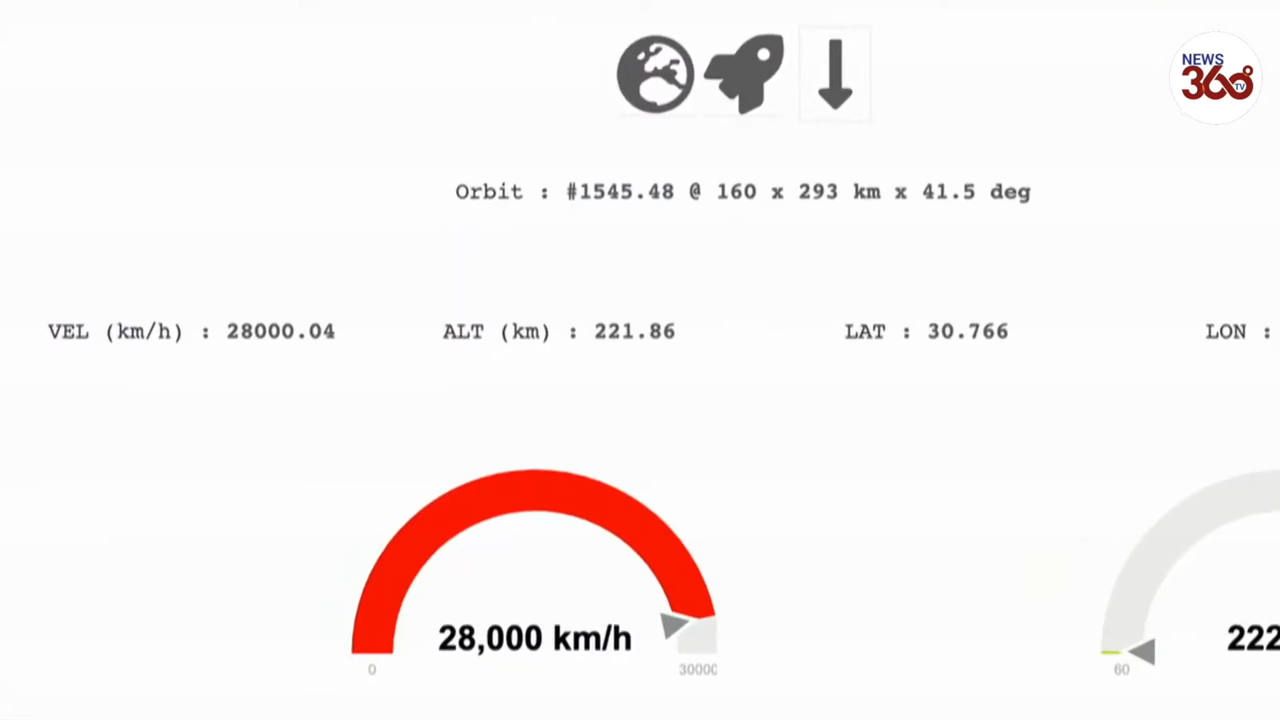 NEWS
360°
TV
Orbit : #1545.48 @ 160 x 293 km x 41.5 deg
VEL (km/h) : 28000.04 ALT (km) : 221.86 LAT : 30.766 LON :
28,000 km/h 222
0 30000 60